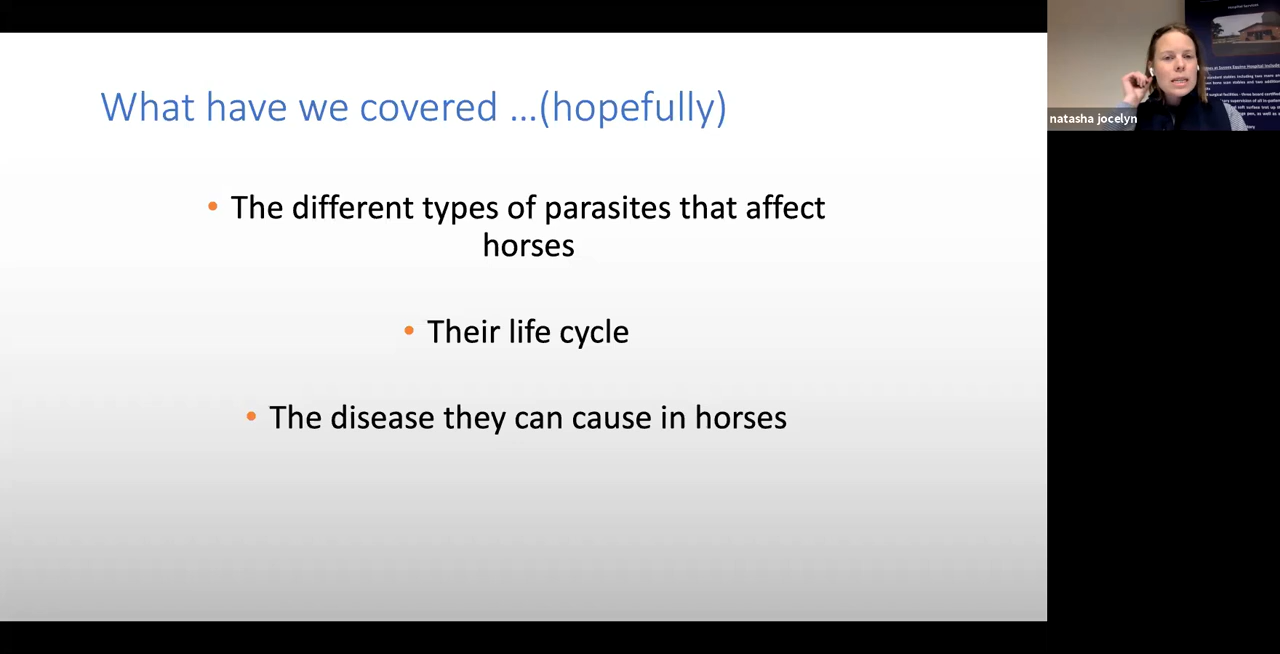 What have we covered ...(hopefully)
• The different types of parasites that affect
horses
• Their life cycle
• The disease they can cause in horses
natasha jocelyn